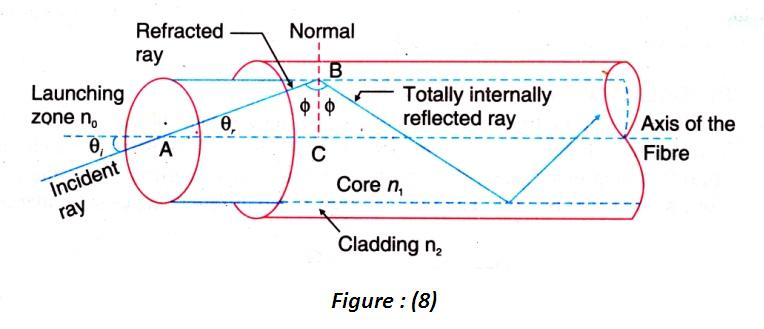 Refracted
ray
Normal
B
Launching
zone n₀
Totally internally
reflected ray
ϕ ϕ
θᵣ
θᵢ
A
C
Axis of the
Fibre
Incident
ray
Core n₁
Cladding n₂
Figure : (8)